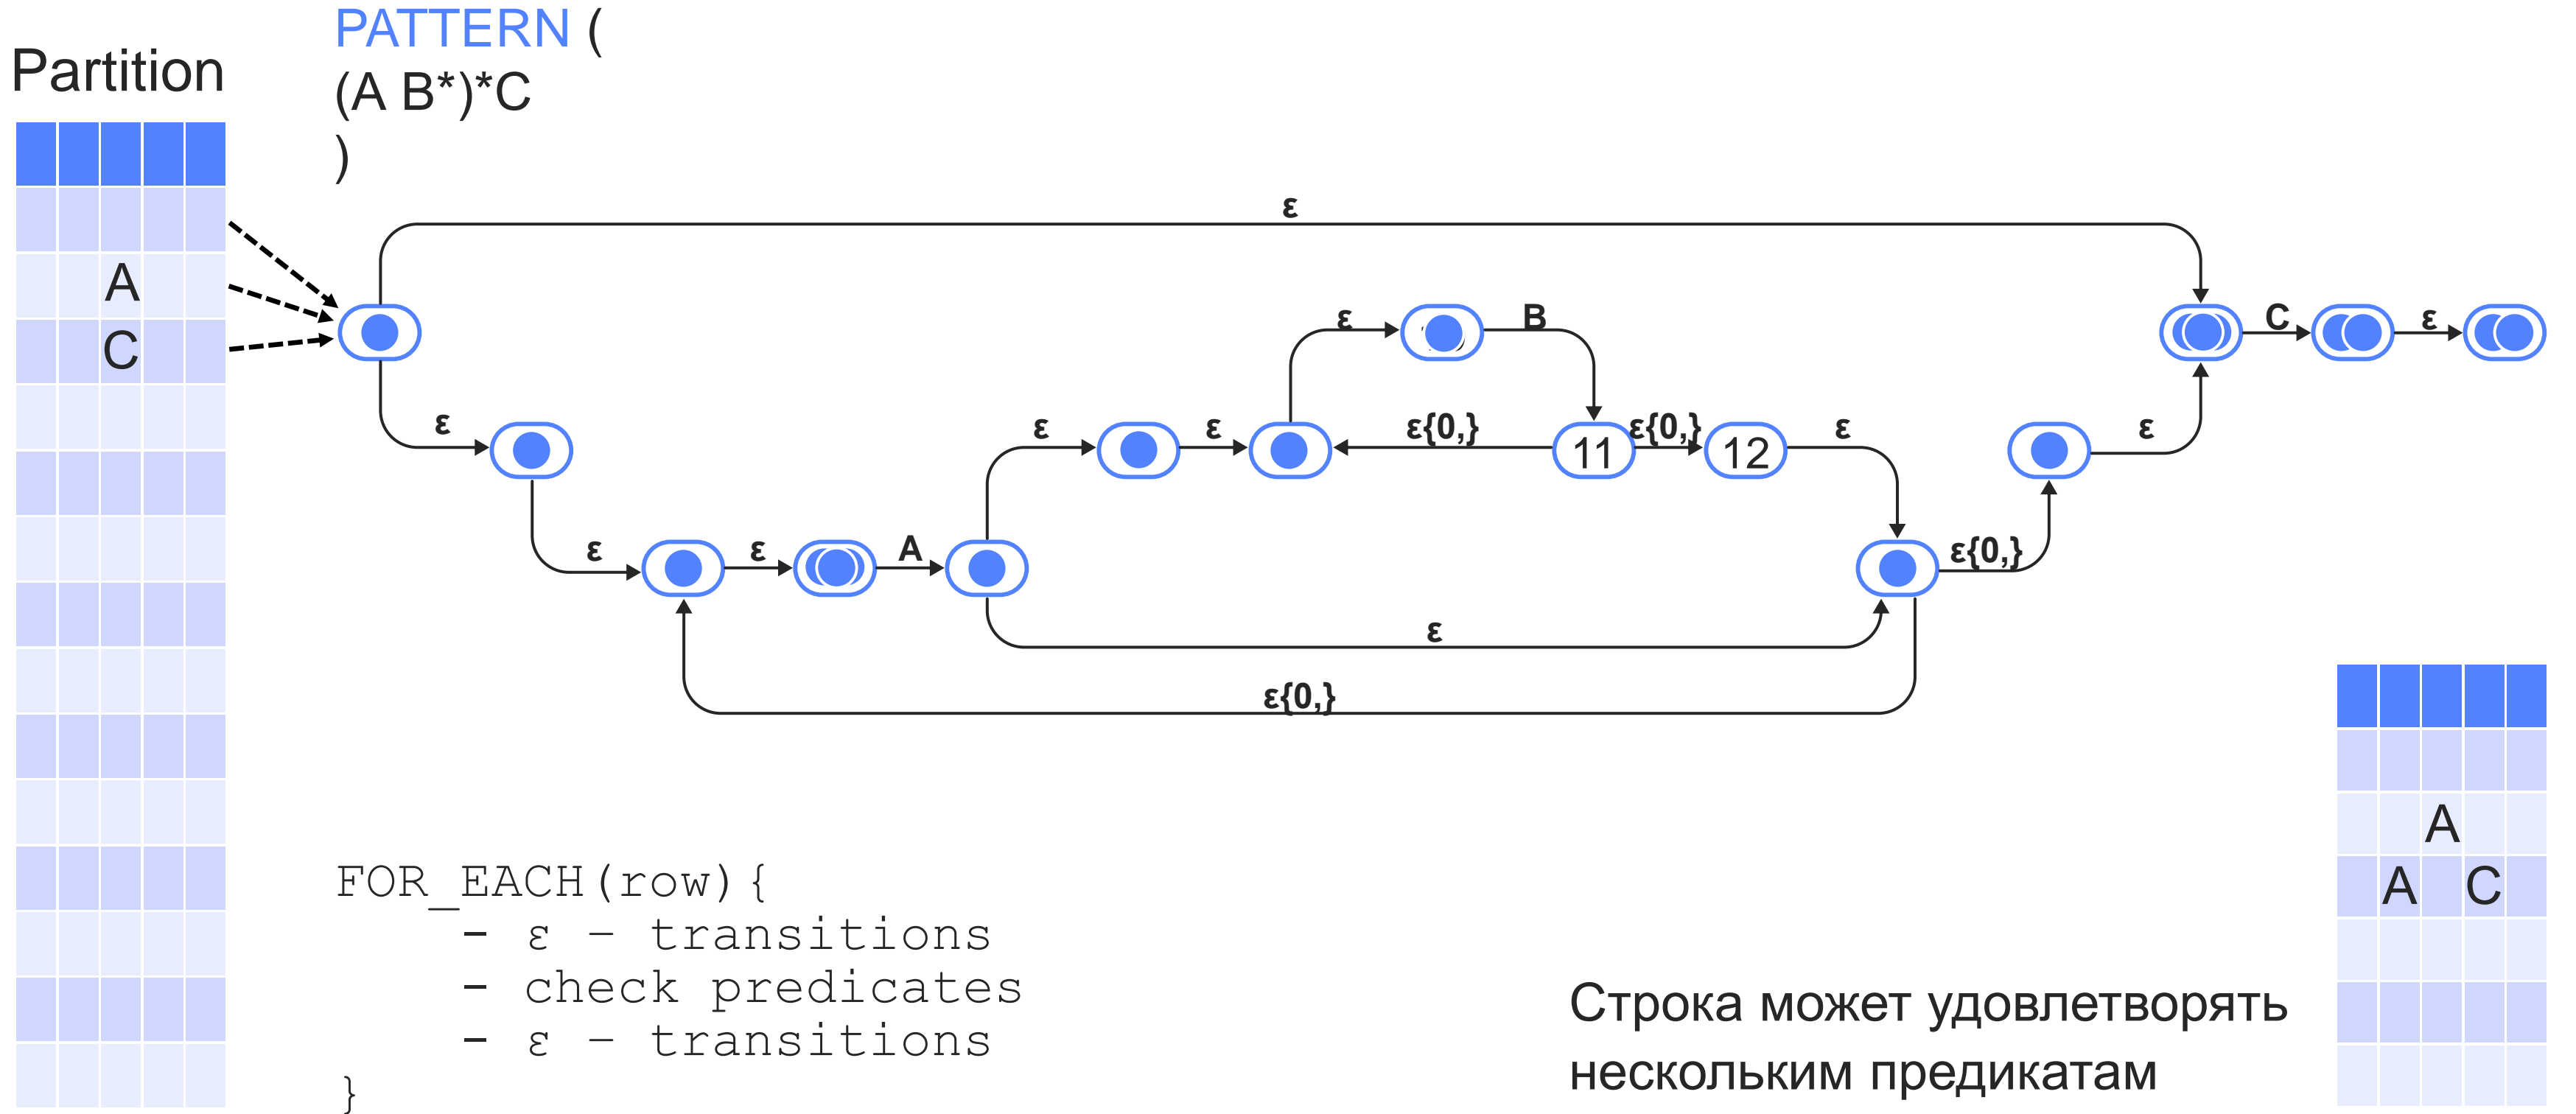 Partition
PATTERN (
(A B*)*C
)
A
C
ε
ε
B
C
ε
ε
ε
ε
ε{0,}
11
ε{0,}
12
ε
ε
ε
ε
A
ε{0,}
ε
ε{0,}
FOR_EACH(row){
- ε – transitions
- check predicates
- ε – transitions
}
A
A C
Строка может удовлетворять
нескольким предикатам